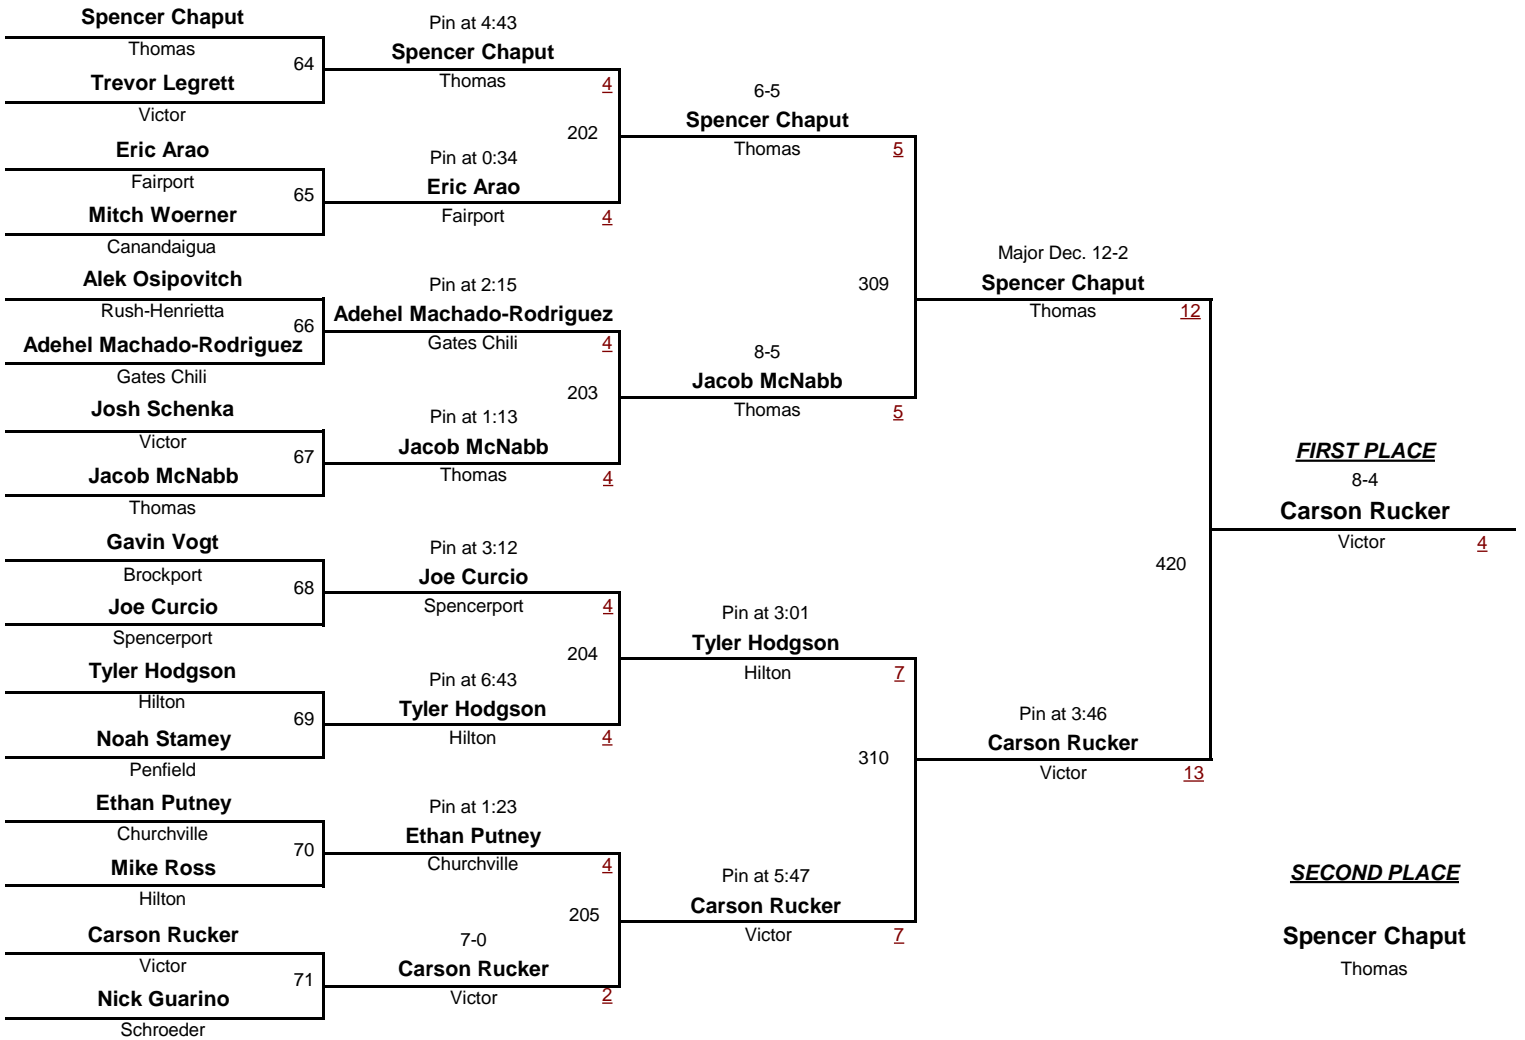 Spencer Chaput
Thomas
64
Trevor Legrett
Victor
Eric Arao
Fairport
65
Mitch Woerner
Canandaigua
Alek Osipovitch
Rush-Henrietta
66
Adehel Machado-Rodriguez
Gates Chili
Josh Schenka
Victor
67
Jacob McNabb
Thomas
Gavin Vogt
Brockport
68
Joe Curcio
Spencerport
Tyler Hodgson
Hilton
69
Noah Stamey
Penfield
Ethan Putney
Churchville
70
Mike Ross
Hilton
Carson Rucker
Victor
71
Nick Guarino
Schroeder
Pin at 4:43
Spencer Chaput
Thomas 4
202
Pin at 0:34
Eric Arao
Fairport 4
Pin at 2:15
Adehel Machado-Rodriguez
Gates Chili 4
203
Pin at 1:13
Jacob McNabb
Thomas 4
Pin at 3:12
Joe Curcio
Spencerport 4
204
Pin at 6:43
Tyler Hodgson
Hilton 4
Pin at 1:23
Ethan Putney
Churchville 4
205
7-0
Carson Rucker
Victor 2
6-5
Spencer Chaput
Thomas 5
309
8-5
Jacob McNabb
Thomas 5
Pin at 3:01
Tyler Hodgson
Hilton 7
310
Pin at 5:47
Carson Rucker
Victor 7
Major Dec. 12-2
Spencer Chaput
Thomas 12
420
Pin at 3:46
Carson Rucker
Victor 13
FIRST PLACE
8-4
Carson Rucker
Victor 4
SECOND PLACE
Spencer Chaput
Thomas